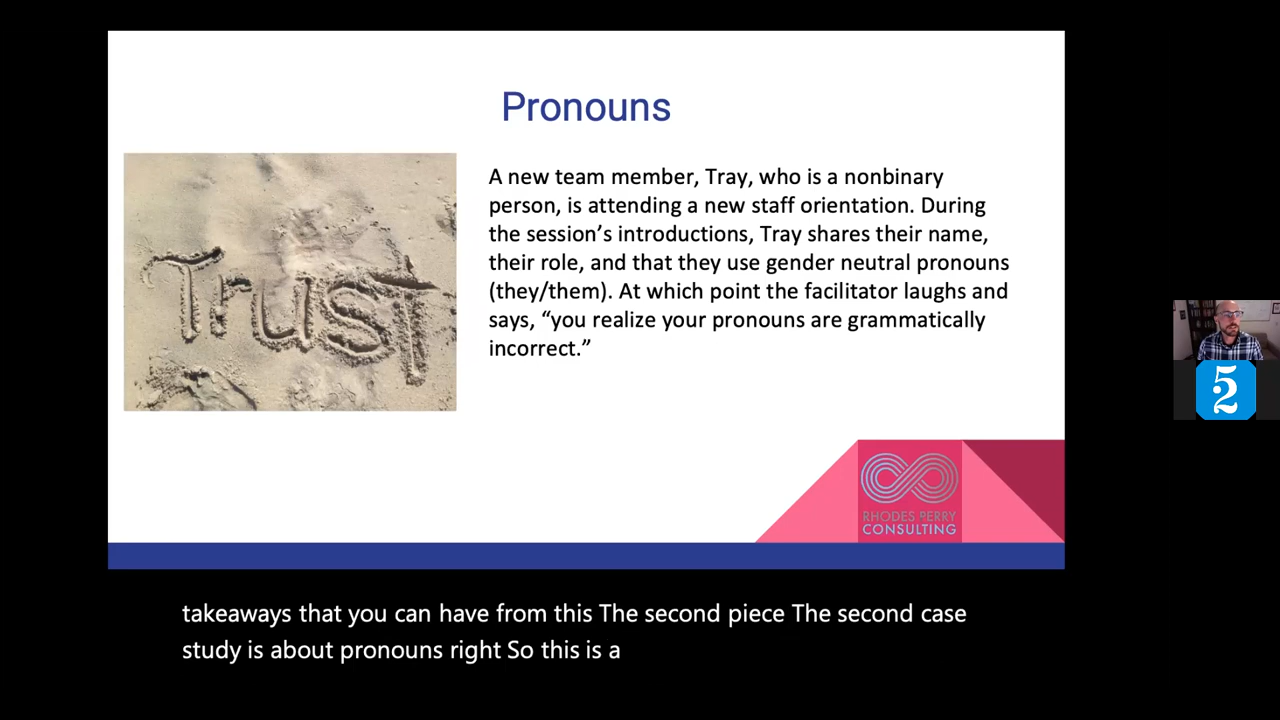 Pronouns
Trust
A new team member, Tray, who is a nonbinary
person, is attending a new staff orientation. During
the session’s introductions, Tray shares their name,
their role, and that they use gender neutral pronouns
(they/them). At which point the facilitator laughs and
says, “you realize your pronouns are grammatically
incorrect.”
RHODES PERRY
CONSULTING
52
takeaways that you can have from this The second piece The second case
study is about pronouns right So this is a